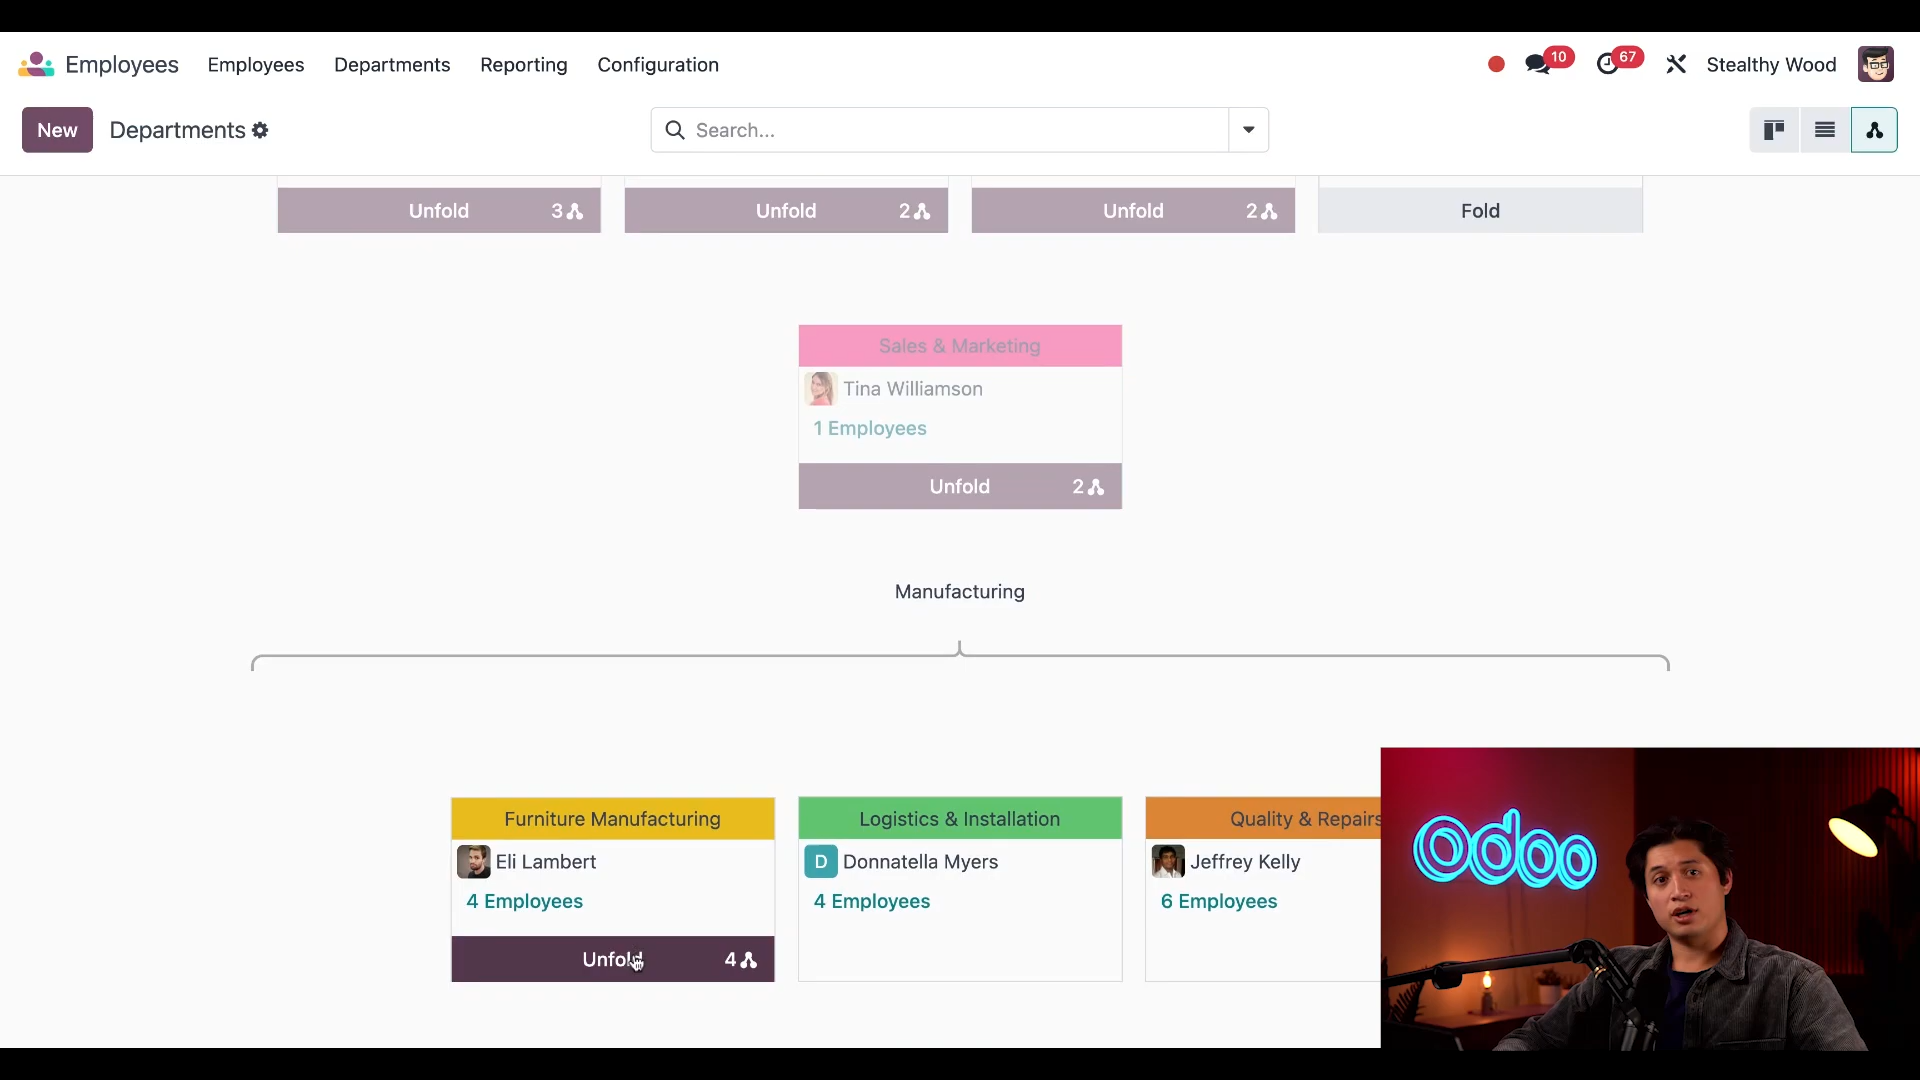 Employees Employees Departments Reporting Configuration 10 67 Stealthy Wood
New Departments Search...
Unfold 3 Unfold 2 Unfold 2 Fold
Sales & Marketing
Tina Williamson
1 Employees
Unfold 2
Manufacturing
Furniture Manufacturing Logistics & Installation Quality & Repairs
Eli Lambert D Donnatella Myers Jeffrey Kelly
4 Employees 4 Employees 6 Employees
Unfold 4
odoo